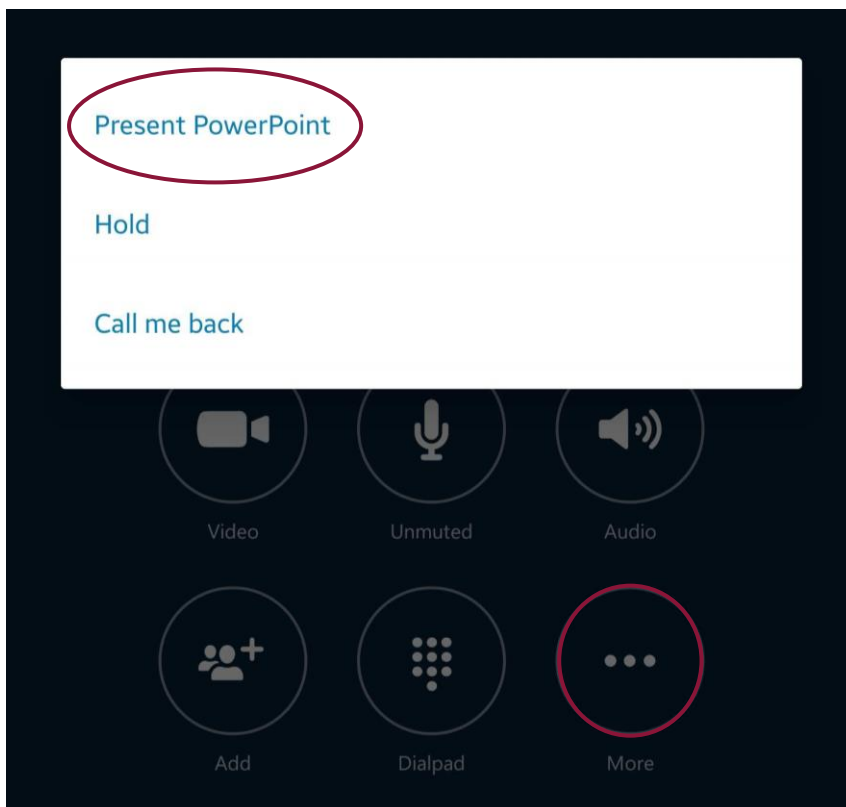 Present PowerPoint
Hold
Call me back
Video Unmuted Audio
Add Dialpad More